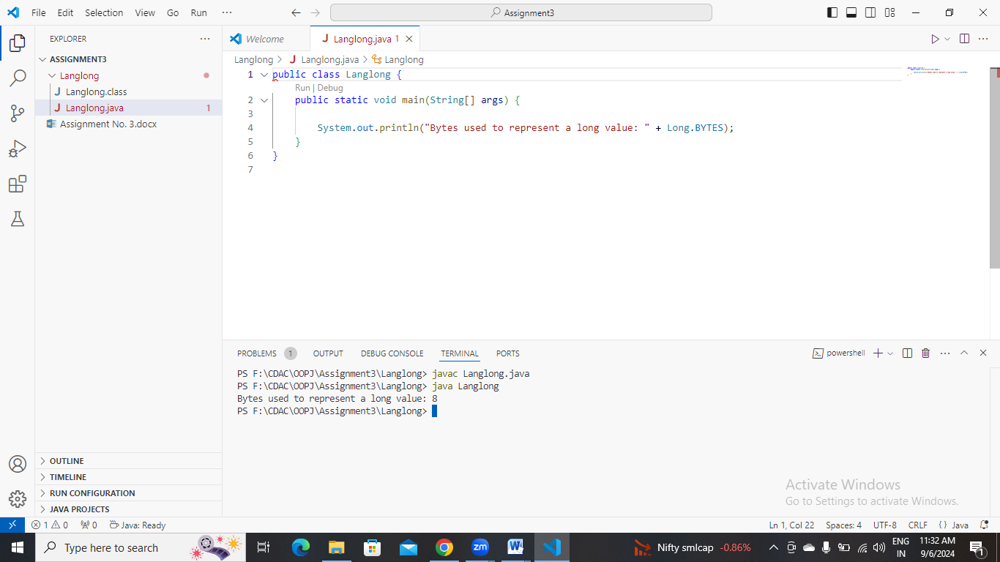 File Edit Selection View Go Run ··· Assignment3
EXPLORER ···
ASSIGNMENT3
Langlong
J Langlong.class
J Langlong.java 1
Assignment No. 3.docx
OUTLINE
TIMELINE
RUN CONFIGURATION
JAVA PROJECTS
Welcome J Langlong.java 1
Langlong > J Langlong.java > Langlong
1 public class Langlong {
Run | Debug
2 public static void main(String[] args) {
3
4 System.out.println("Bytes used to represent a long value: " + Long.BYTES);
5 }
6 }
7
PROBLEMS 1 OUTPUT DEBUG CONSOLE TERMINAL PORTS powershell
PS F:\CDAC\OOPJ\Assignment3\Langlong> javac Langlong.java
PS F:\CDAC\OOPJ\Assignment3\Langlong> java Langlong
Bytes used to represent a long value: 8
PS F:\CDAC\OOPJ\Assignment3\Langlong>
Activate Windows
Go to Settings to activate Windows.
1 0 0 Java: Ready Ln 1, Col 22 Spaces: 4 UTF-8 CRLF {} Java
Type here to search zm W Nifty smlcap -0.86% ENG IN 11:32 AM 9/6/2024 1